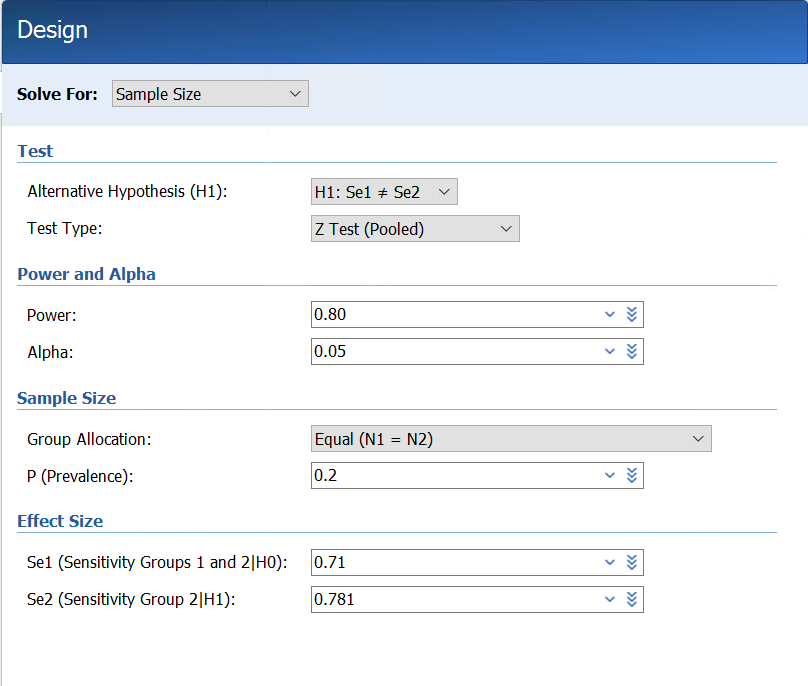 Design
Solve For: Sample Size
Test
Alternative Hypothesis (H1): H1: Se1 ≠ Se2
Test Type: Z Test (Pooled)
Power and Alpha
Power: 0.80
Alpha: 0.05
Sample Size
Group Allocation: Equal (N1 = N2)
P (Prevalence): 0.2
Effect Size
Se1 (Sensitivity Groups 1 and 2|H0): 0.71
Se2 (Sensitivity Group 2|H1): 0.781